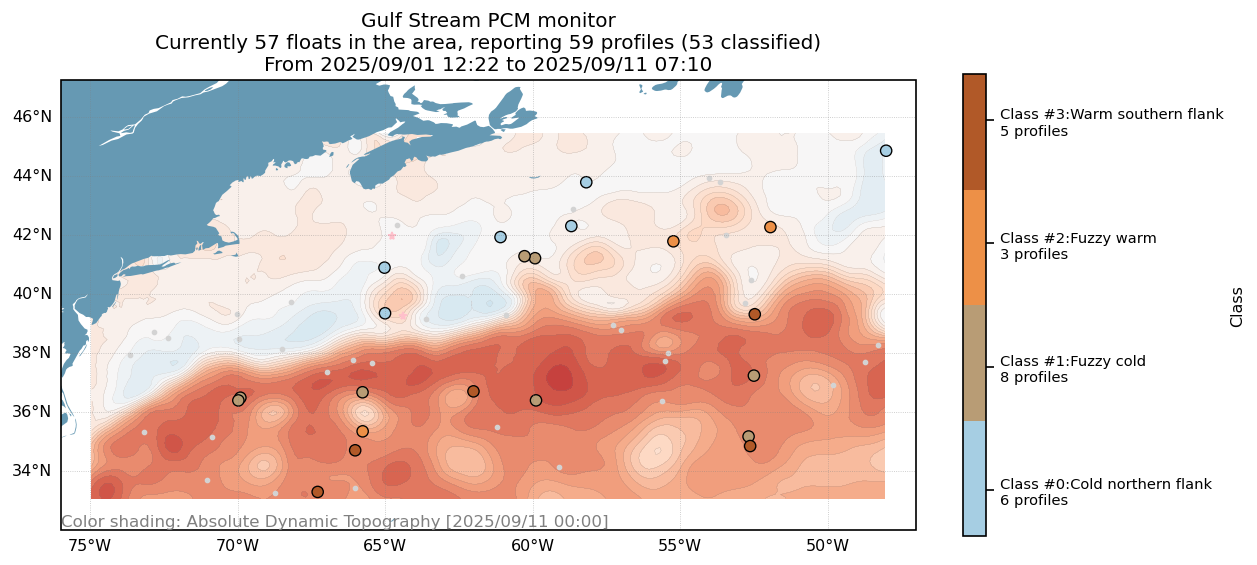 Gulf Stream PCM monitor
Currently 57 floats in the area, reporting 59 profiles (53 classified)
From 2025/09/01 12:22 to 2025/09/11 07:10
46°N
44°N
42°N
40°N
38°N
36°N
34°N
Color shading: Absolute Dynamic Topography [2025/09/11 00:00]
75°W
70°W
65°W
60°W
55°W
50°W
Class #3:Warm southern flank
5 profiles
Class #2:Fuzzy warm
3 profiles
Class #1:Fuzzy cold
8 profiles
Class #0:Cold northern flank
6 profiles
Class